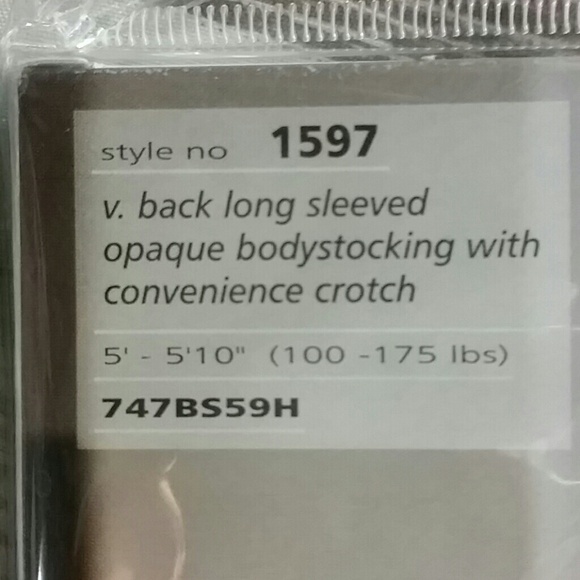 style no 1597
v. back long sleeved
opaque bodystocking with
convenience crotch
5' - 5'10" (100 -175 lbs)
747BS59H